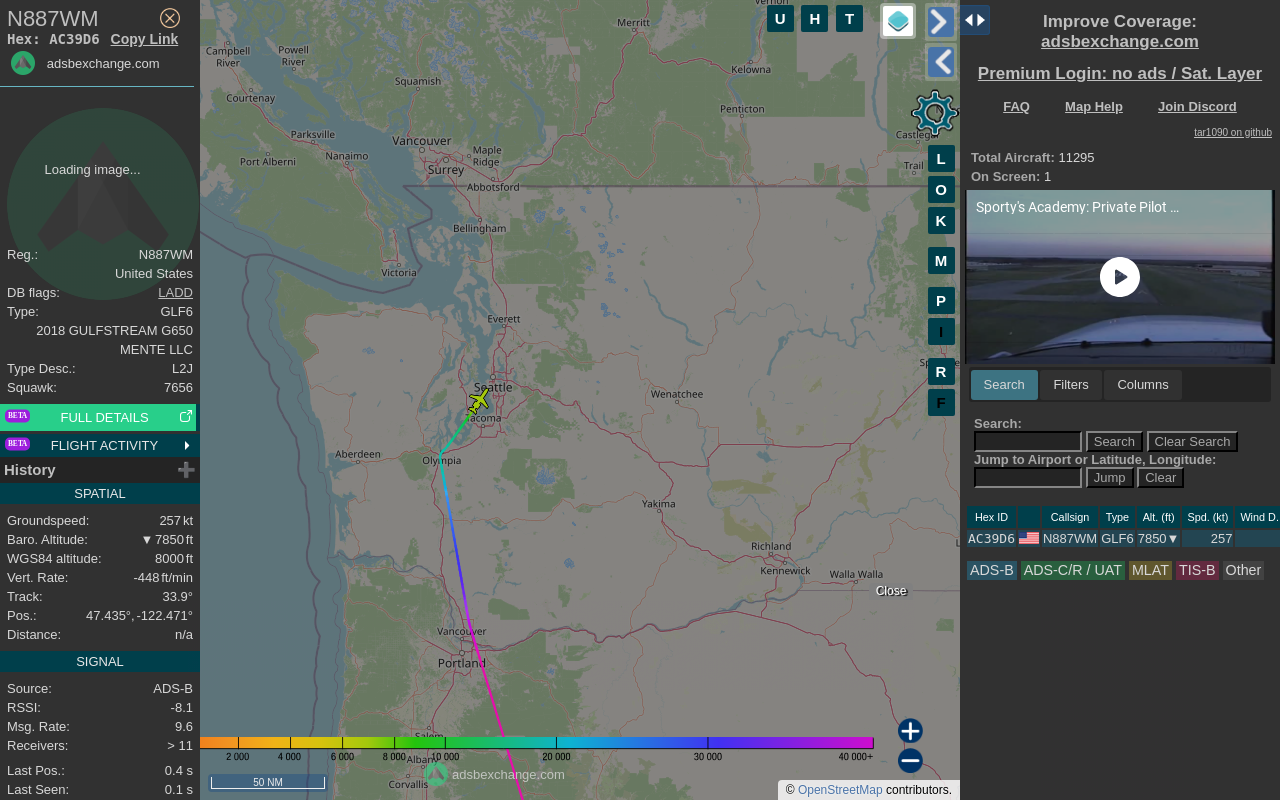 N887WM
Hex: AC39D6 Copy Link
adsbexchange.com
Loading image...
Reg.: N887WM
United States
DB flags: LADD
Type: GLF6
2018 GULFSTREAM G650
MENTE LLC
Type Desc.: L2J
Squawk: 7656
BETA FULL DETAILS
BETA FLIGHT ACTIVITY
History
SPATIAL
Groundspeed: 257 kt
Baro. Altitude: ▼ 7850 ft
WGS84 altitude: 8000 ft
Vert. Rate: -448 ft/min
Track: 33.9°
Pos.: 47.435°, -122.471°
Distance: n/a
SIGNAL
Source: ADS-B
RSSI: -8.1
Msg. Rate: 9.6
Receivers: > 11
Last Pos.: 0.4 s
Last Seen: 0.1 s
Vernon
Merritt
U H T
Campbell
River
Powell
River
Kelowna
Squamish
Courtenay
Penticton
Parksville
Vancouver
Castlegar
Port Alberni
Nanaimo
Maple
Ridge
Surrey
Trail
L
Abbotsford
O
K
Bellingham
M
Victoria
P
Everett
I
R
Seattle
Wenatchee
F
Tacoma
Aberdeen
Olympia
Yakima
Richland
Kennewick
Walla Walla
Close
Vancouver
Portland
Salem
2 000 4 000 6 000 8 000 10 000 20 000 30 000 40 000+
Albany
adsbexchange.com
Corvallis
50 NM
© OpenStreetMap contributors.
Improve Coverage:
adsbexchange.com
Premium Login: no ads / Sat. Layer
FAQ Map Help Join Discord
tar1090 on github
Total Aircraft: 11295
On Screen: 1
Sporty's Academy: Private Pilot ...
Search Filters Columns
Search:
Search Clear Search
Jump to Airport or Latitude, Longitude:
Jump Clear
Hex ID Callsign Type Alt. (ft) Spd. (kt) Wind D.
AC39D6 N887WM GLF6 7850▼ 257
ADS-B ADS-C/R / UAT MLAT TIS-B Other